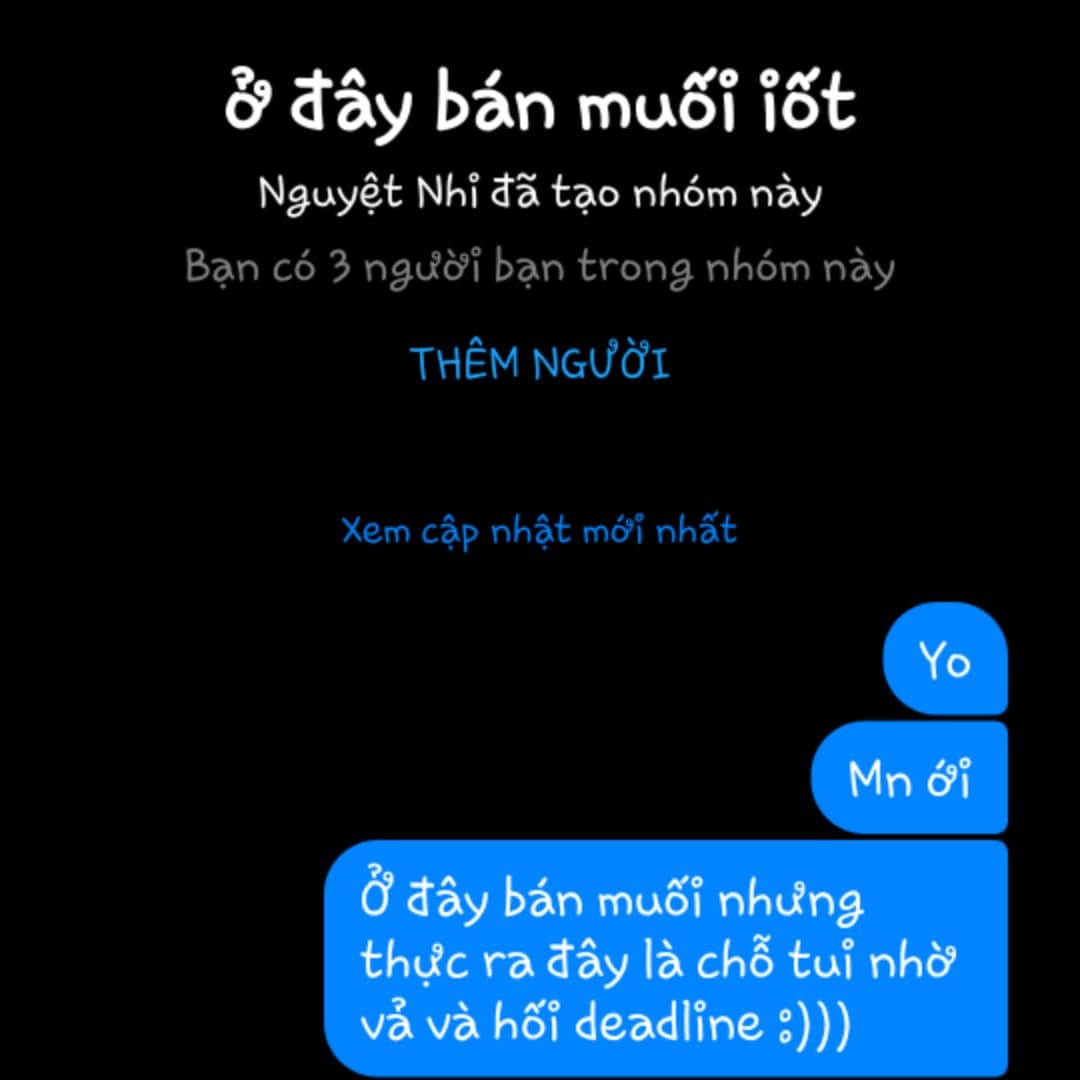 ở đây bán muối iốt
Nguyệt Nhi đã tạo nhóm này
Bạn có 3 người bạn trong nhóm này
THÊM NGƯỜI
Xem cập nhật mới nhất
Yo
Mn ới
Ở đây bán muối nhưng
thực ra đây là chỗ tui nhờ
vả và hối deadline :)))